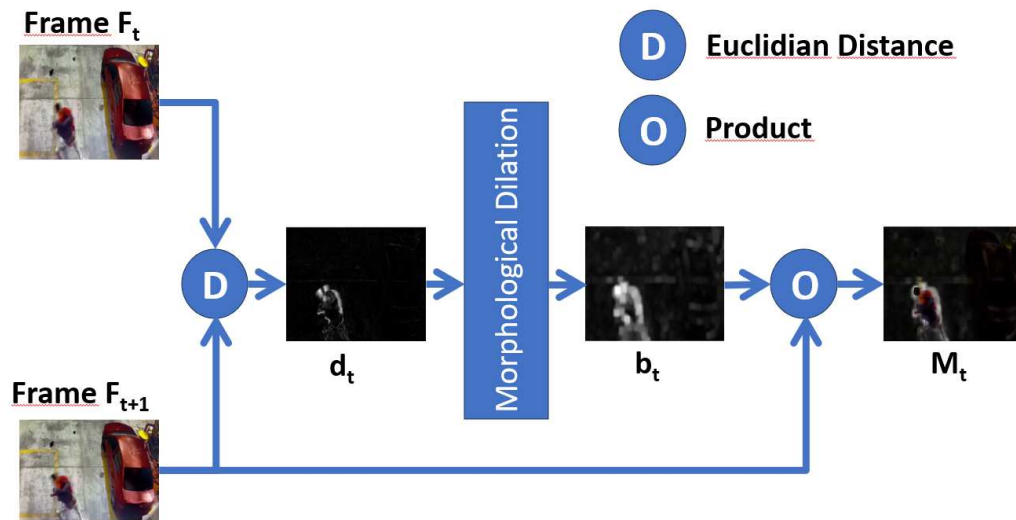 Frame Fₜ
D Euclidian Distance
O Product
Morphological Dilation
D
O
dₜ
bₜ
Mₜ
Frame Fₜ₊₁